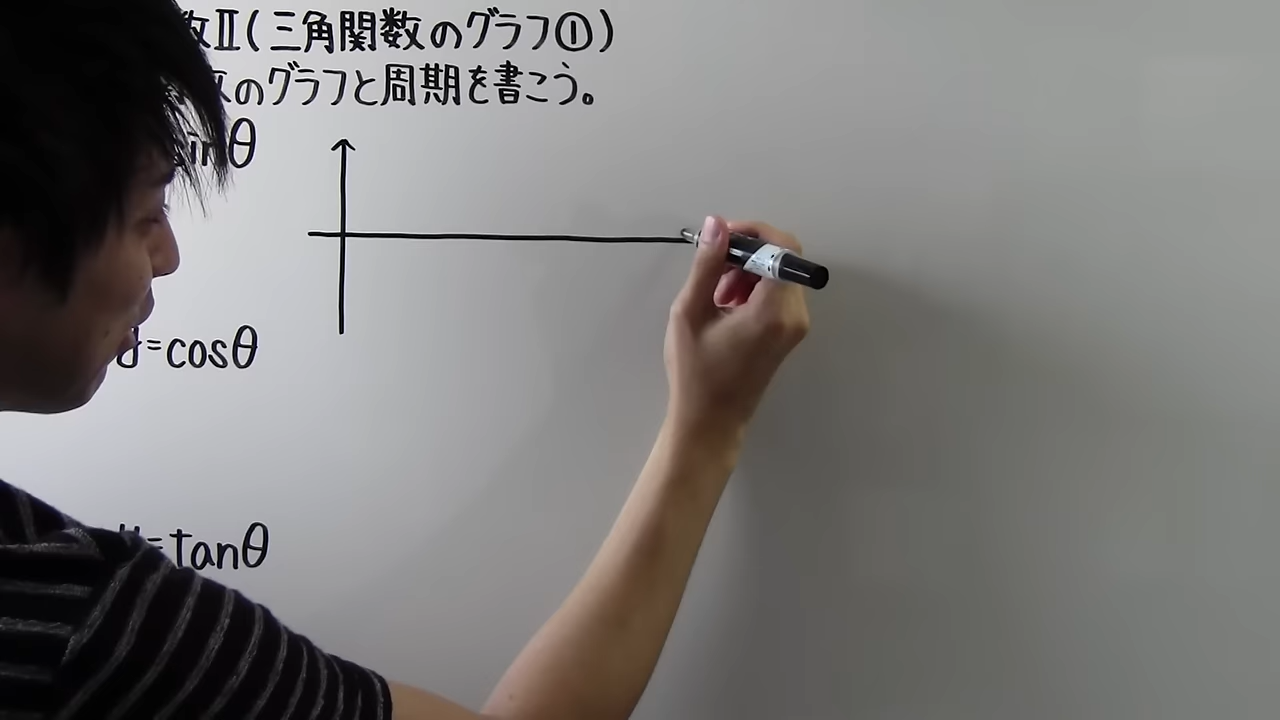 数Ⅱ(三角関数のグラフ①)
のグラフと周期を書こう。
sinθ
y=cosθ
y=tanθ